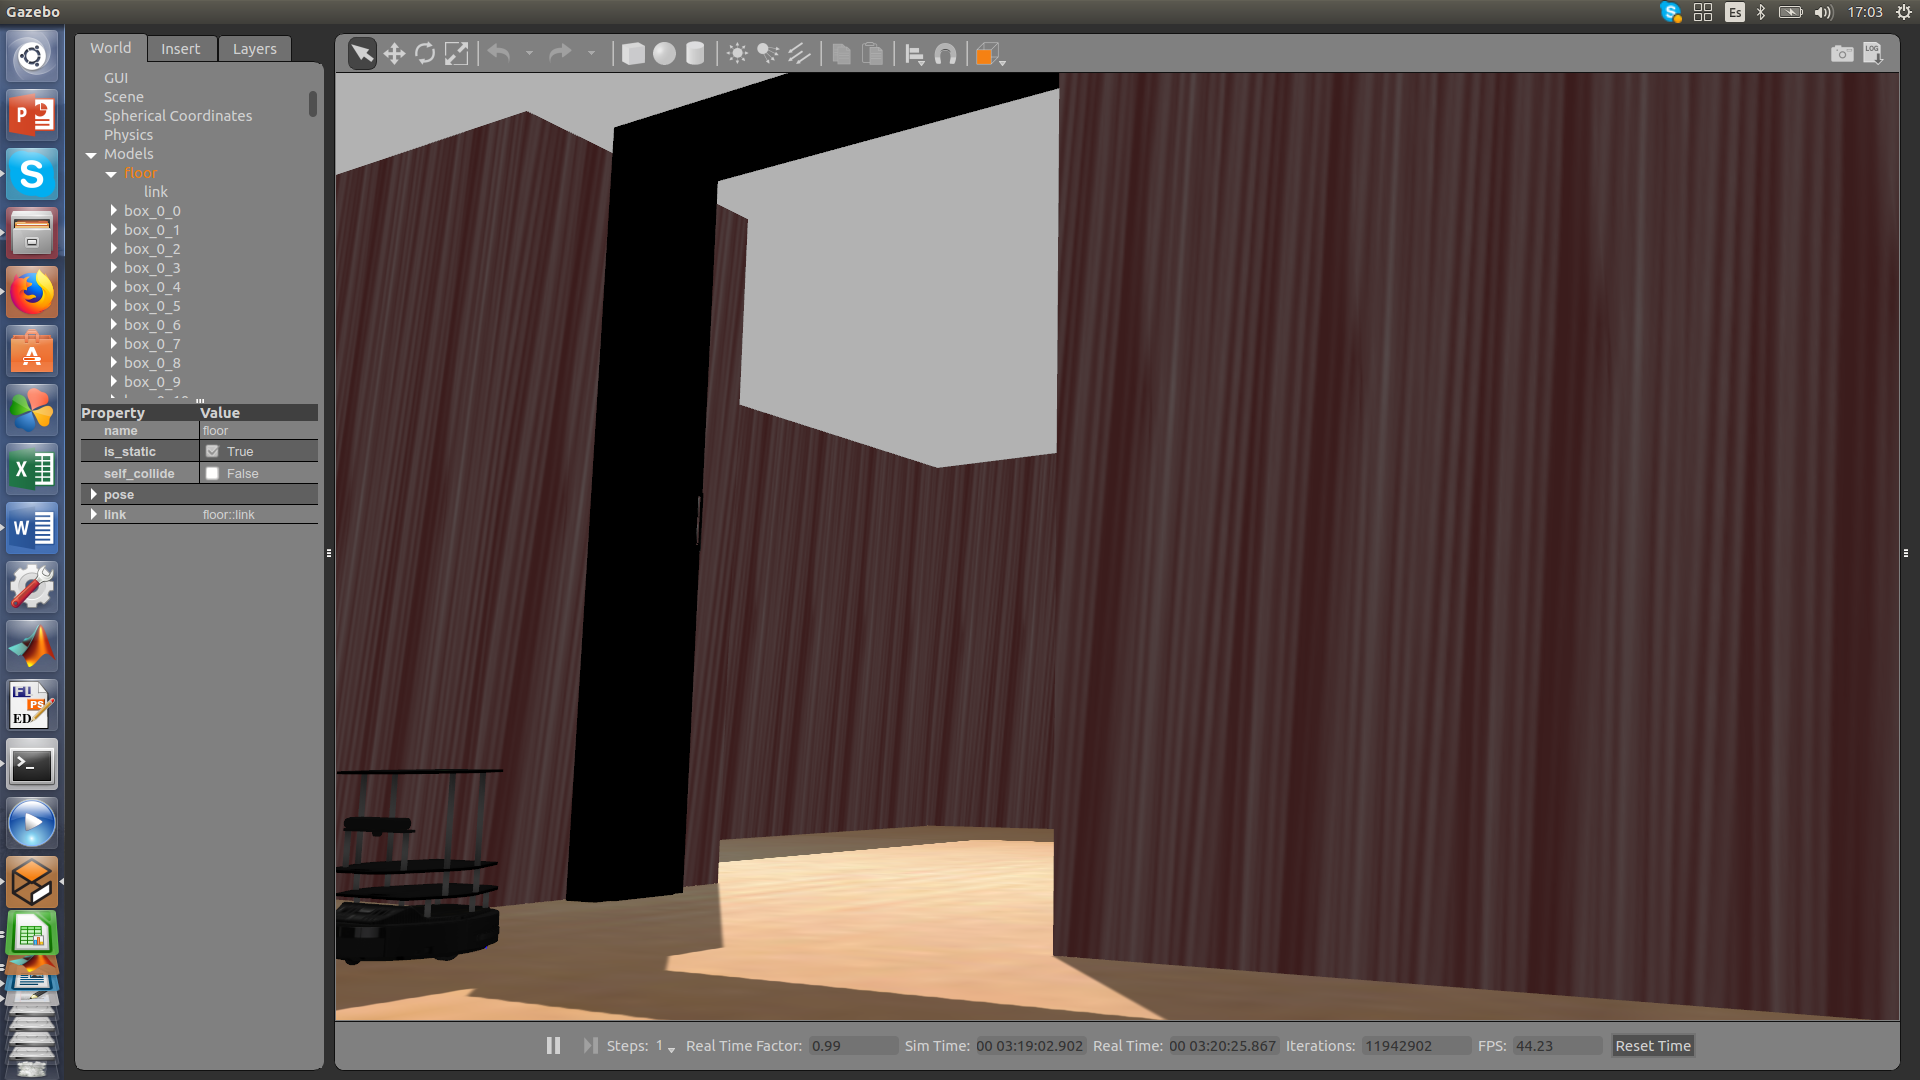 Gazebo
Es
17:03
World Insert Layers
LOG
GUI
Scene
Spherical Coordinates
Physics
Models
floor
link
box_0_0
box_0_1
box_0_2
box_0_3
box_0_4
box_0_5
box_0_6
box_0_7
box_0_8
box_0_9
Property Value
name floor
is_static True
self_collide False
pose
link floor::link
Steps: 1 Real Time Factor: 0.99 Sim Time: 00 03:19:02.902 Real Time: 00 03:20:25.867 Iterations: 11942902 FPS: 44.23 Reset Time